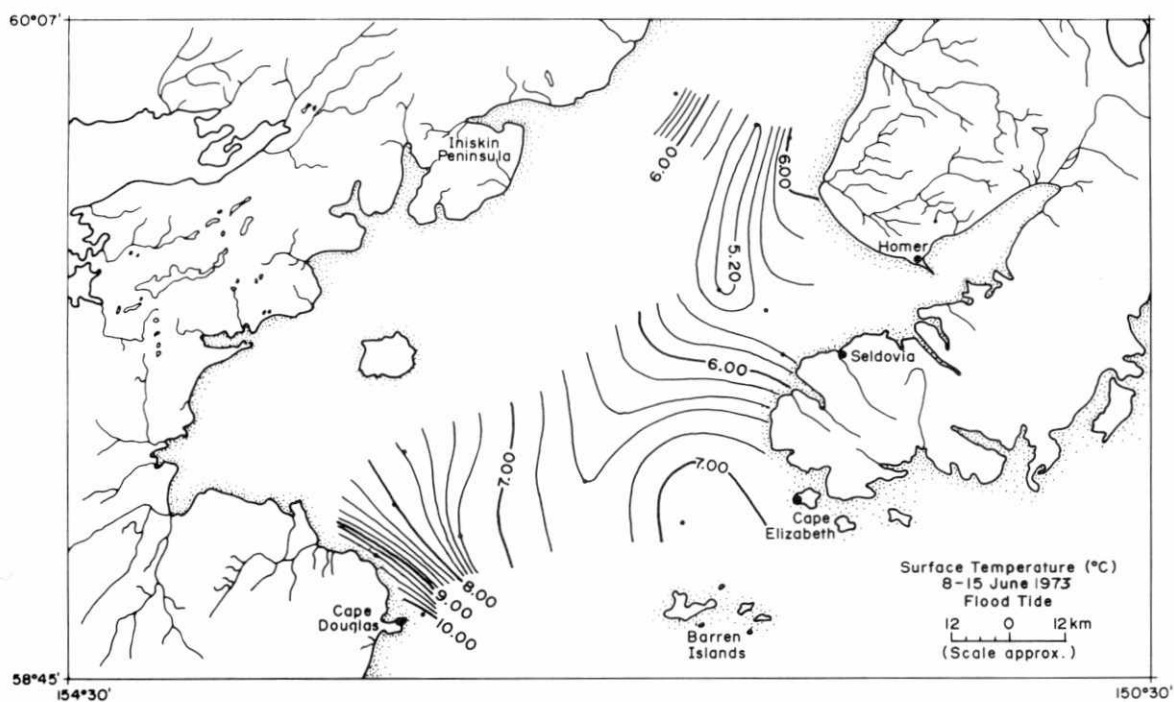 60°07'
Iniskin
Peninsula
6.00
6.00
5.20
Homer
Seldovia
6.00
7.00
7.00
Cape
Elizabeth
8.00
9.00
10.00
Cape
Douglas
Barren
Islands
Surface Temperature (°C)
8-15 June 1973
Flood Tide
12 0 12km
(Scale approx.)
58°45'
154°30'
150°30'